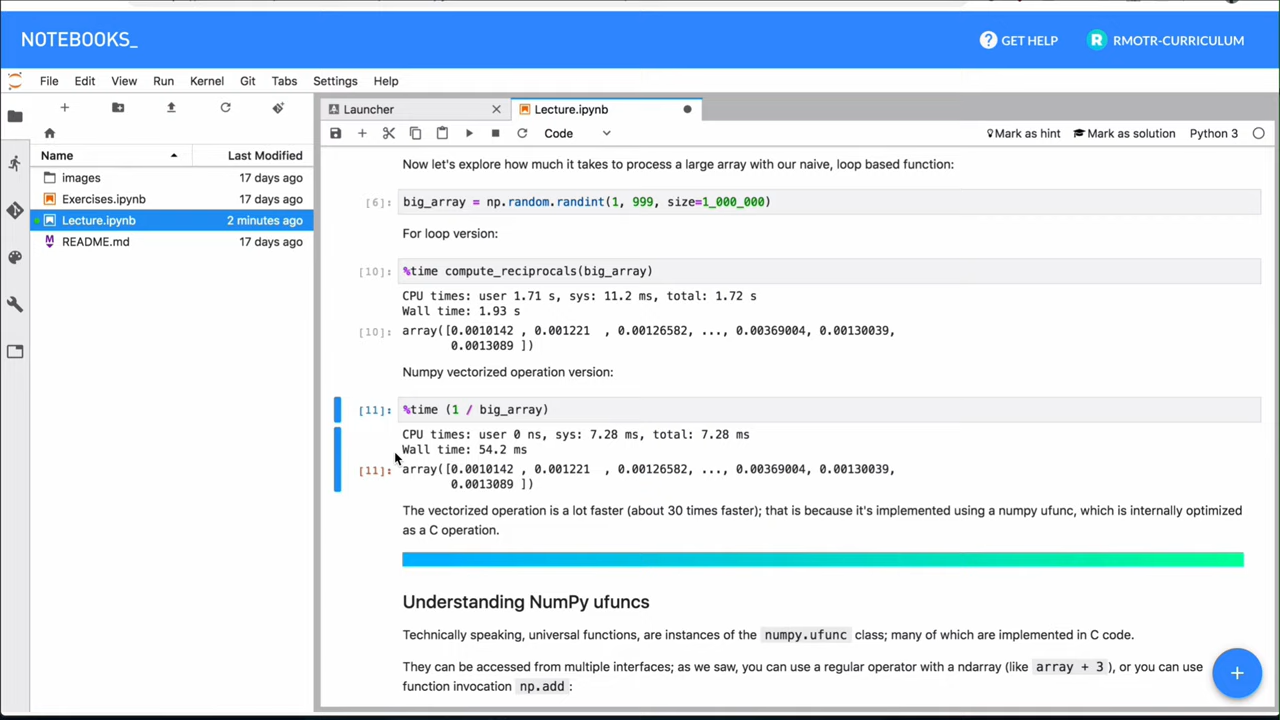 NOTEBOOKS_
GET HELP
R RMOTR-CURRICULUM
File Edit View Run Kernel Git Tabs Settings Help
Launcher
Lecture.ipynb
Code
Mark as hint
Mark as solution
Python 3
Name Last Modified
images 17 days ago
Exercises.ipynb 17 days ago
Lecture.ipynb 2 minutes ago
README.md 17 days ago
Now let's explore how much it takes to process a large array with our naive, loop based function:
[6]: big_array = np.random.randint(1, 999, size=1_000_000)
For loop version:
[10]: %time compute_reciprocals(big_array)
CPU times: user 1.71 s, sys: 11.2 ms, total: 1.72 s
Wall time: 1.93 s
[10]: array([0.0010142 , 0.001221  , 0.00126582, ..., 0.00369004, 0.00130039,
0.0013089 ])
Numpy vectorized operation version:
[11]: %time (1 / big_array)
CPU times: user 0 ns, sys: 7.28 ms, total: 7.28 ms
Wall time: 54.2 ms
[11]: array([0.0010142 , 0.001221  , 0.00126582, ..., 0.00369004, 0.00130039,
0.0013089 ])
The vectorized operation is a lot faster (about 30 times faster); that is because it's implemented using a numpy ufunc, which is internally optimized
as a C operation.
Understanding NumPy ufuncs
Technically speaking, universal functions, are instances of the numpy.ufunc class; many of which are implemented in C code.
They can be accessed from multiple interfaces; as we saw, you can use a regular operator with a ndarray (like array + 3 ), or you can use
function invocation np.add :